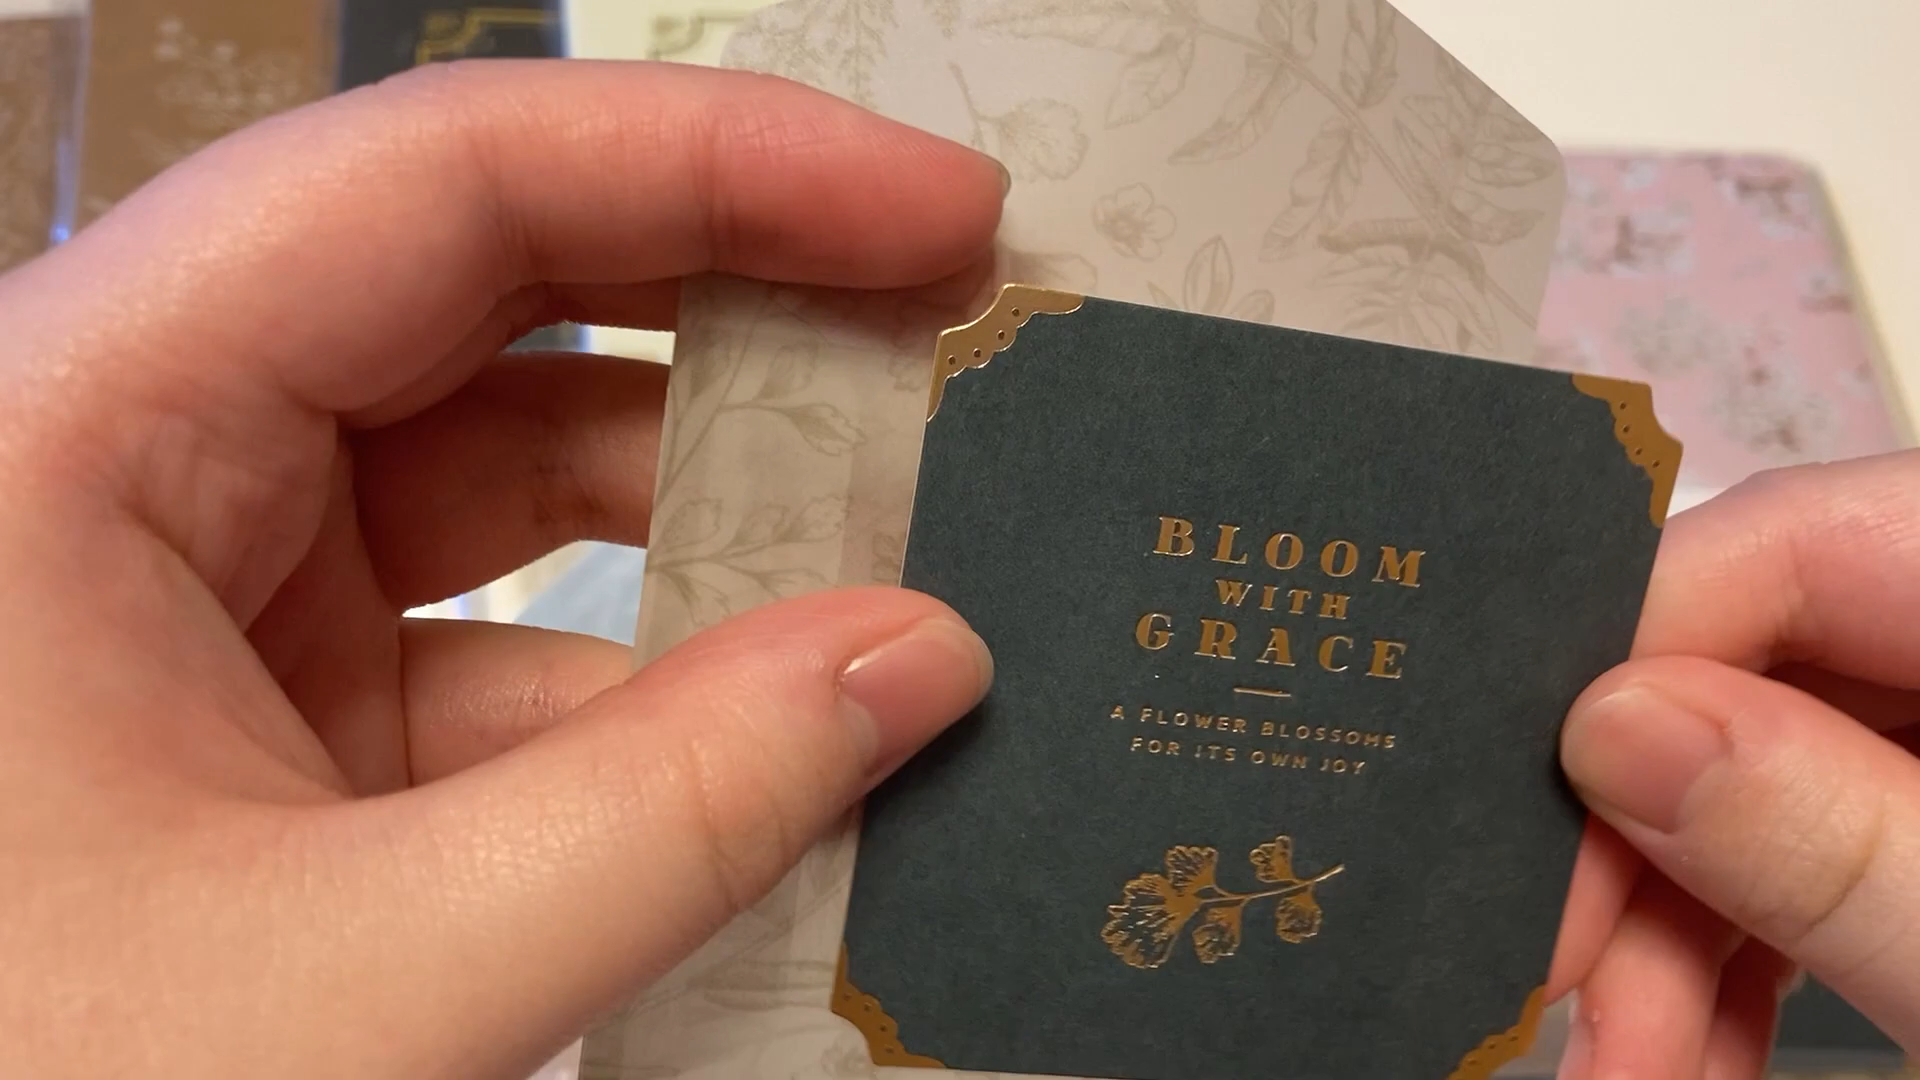 BLOOM
WITH
GRACE
A FLOWER BLOSSOMS
FOR ITS OWN JOY